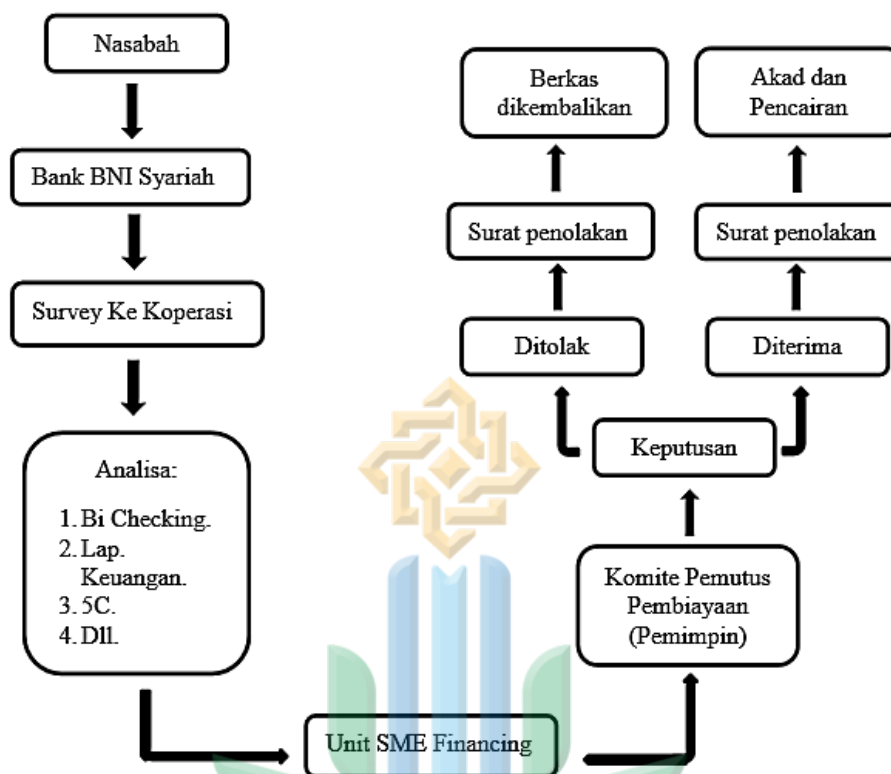 Nasabah
Bank BNI Syariah
Survey Ke Koperasi
Analisa:
1. Bi Checking.
2. Lap.
Keuangan.
3. 5C.
4. Dll.
Unit SME Financing
Komite Pemutus
Pembiayaan
(Pemimpin)
Keputusan
Ditolak
Surat penolakan
Berkas
dikembalikan
Diterima
Surat penolakan
Akad dan
Pencairan